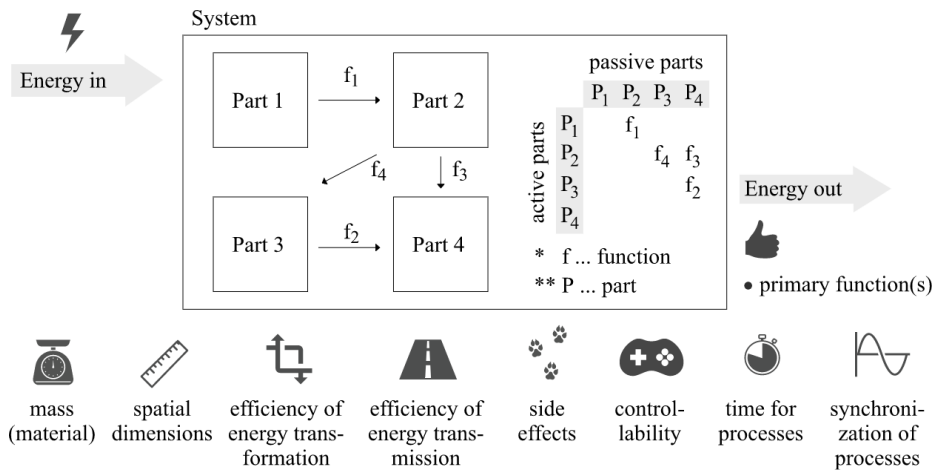 System
Energy in
Part 1
f₁
Part 2
f₄
f₃
Part 3
f₂
Part 4
passive parts
P₁ P₂ P₃ P₄
active parts
P₁ f₁
P₂ f₄ f₃
P₃ f₂
P₄
* f ... function
** P ... part
Energy out
• primary function(s)
mass
(material)
spatial
dimensions
efficiency of
energy trans-
formation
efficiency of
energy trans-
mission
side
effects
control-
lability
time for
processes
synchroni-
zation of
processes